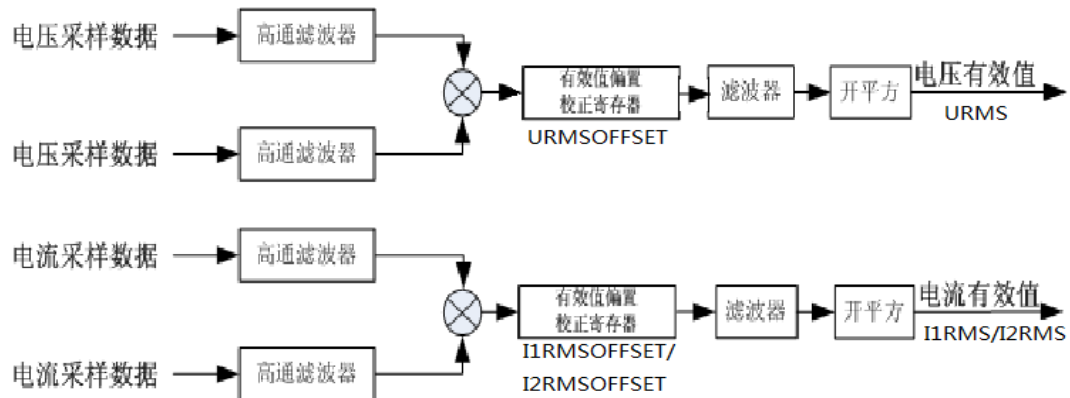 电压采样数据
高通滤波器
电压采样数据
高通滤波器
有效值偏置
校正寄存器
URMSOFFSET
滤波器
开平方
电压有效值
URMS
电流采样数据
高通滤波器
电流采样数据
高通滤波器
有效值偏置
校正寄存器
I1RMSOFFSET/
I2RMSOFFSET
滤波器
开平方
电流有效值
I1RMS/I2RMS